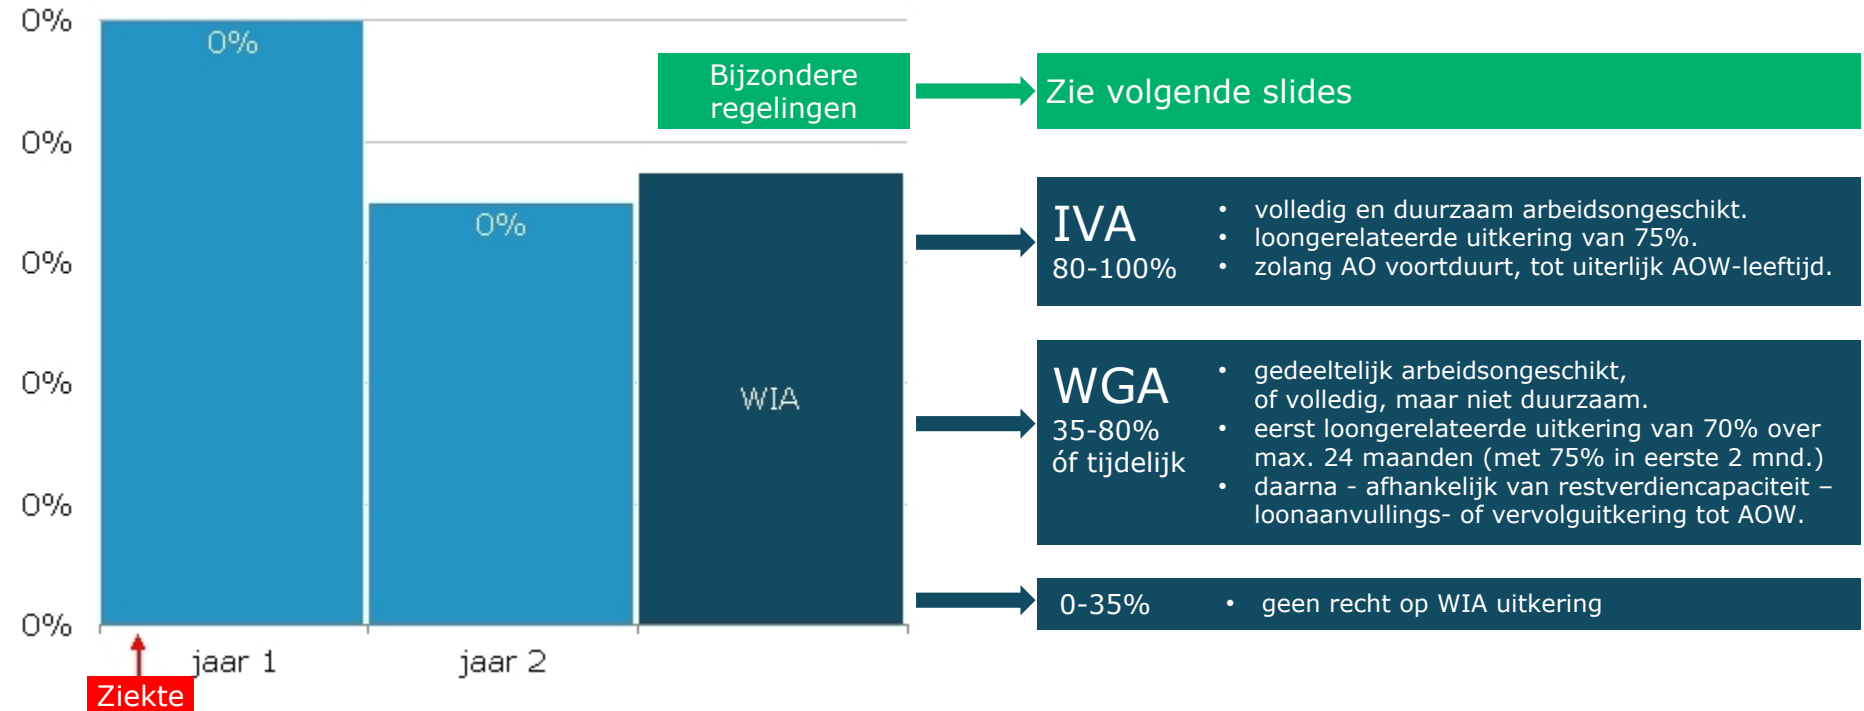 0%
0%
0%
0%
0%
0%
0%
0%
WIA
jaar 1
jaar 2
Ziekte
Bijzondere
regelingen
Zie volgende slides
IVA
80-100%
• volledig en duurzaam arbeidsongeschikt.
• loongerelateerde uitkering van 75%.
• zolang AO voortduurt, tot uiterlijk AOW-leeftijd.
WGA
35-80%
óf tijdelijk
• gedeeltelijk arbeidsongeschikt,
of volledig, maar niet duurzaam.
• eerst loongerelateerde uitkering van 70% over
max. 24 maanden (met 75% in eerste 2 mnd.)
• daarna - afhankelijk van restverdiencapaciteit –
loonaanvullings- of vervolguitkering tot AOW.
0-35%
• geen recht op WIA uitkering